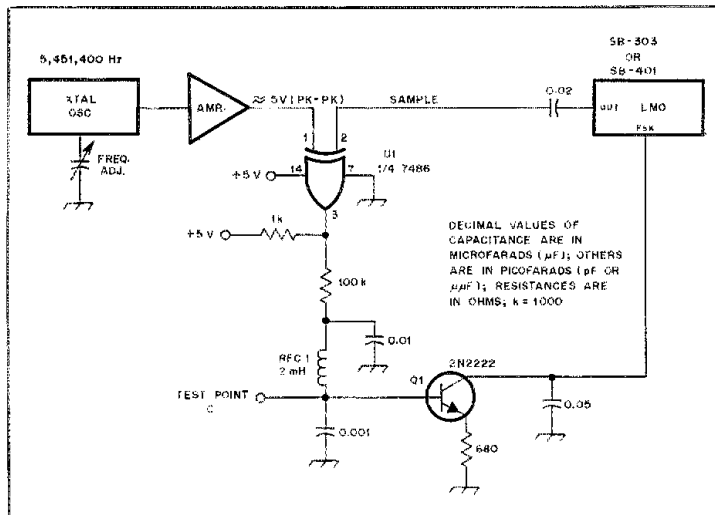 5,451,400 Hr
XTAL
OSC
FREQ.
ADJ.
AMR.
≈ 5V (PK-PK)
SAMPLE
0.02
SB-303
OR
SB-401
OUT
LMO
FSK
1
2
14
7
3
+5 V
U1
1/4 7486
+5V
1k
100 k
0.01
RFC 1
2 mH
TEST POINT
C
0.001
Q1
2N2222
680
0.05
DECIMAL VALUES OF
CAPACITANCE ARE IN
MICROFARADS (µF); OTHERS
ARE IN PICOFARADS (pF OR
µµF); RESISTANCES ARE
IN OHMS; k = 1000